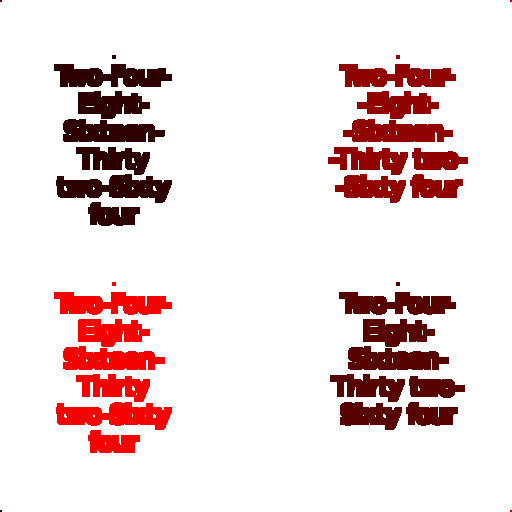 Two-Four-
Eight-
Sixteen-
Thirty
two-Sixty
four
Two-Four-
-Eight-
-Sixteen-
-Thirty two-
-Sixty four
Two-Four-
Eight-
Sixteen-
Thirty
two-Sixty
four
Two-Four-
Eight-
Sixteen-
Thirty two-
Sixty four